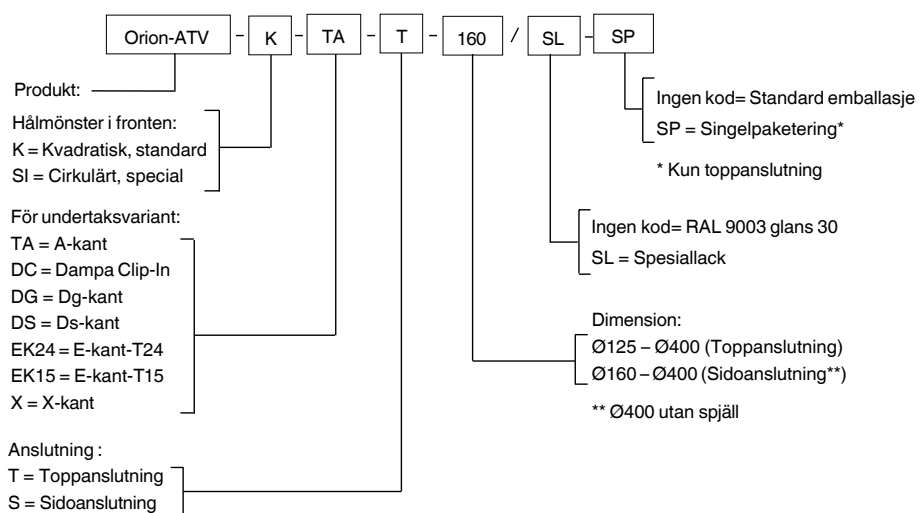 Orion-ATV - K - TA - T - 160 / SL - SP
Produkt:
Hålmönster i fronten:
K = Kvadratisk, standard
SI = Cirkulärt, special
För undertaksvariant:
TA = A-kant
DC = Dampa Clip-In
DG = Dg-kant
DS = Ds-kant
EK24 = E-kant-T24
EK15 = E-kant-T15
X = X-kant
Anslutning :
T = Toppanslutning
S = Sidoanslutning
Ingen kod= Standard emballasje
SP = Singelpaketering*
* Kun toppanslutning
Ingen kod= RAL 9003 glans 30
SL = Spesiallack
Dimension:
Ø125 – Ø400 (Toppanslutning)
Ø160 – Ø400 (Sidoanslutning**)
** Ø400 utan spjäll